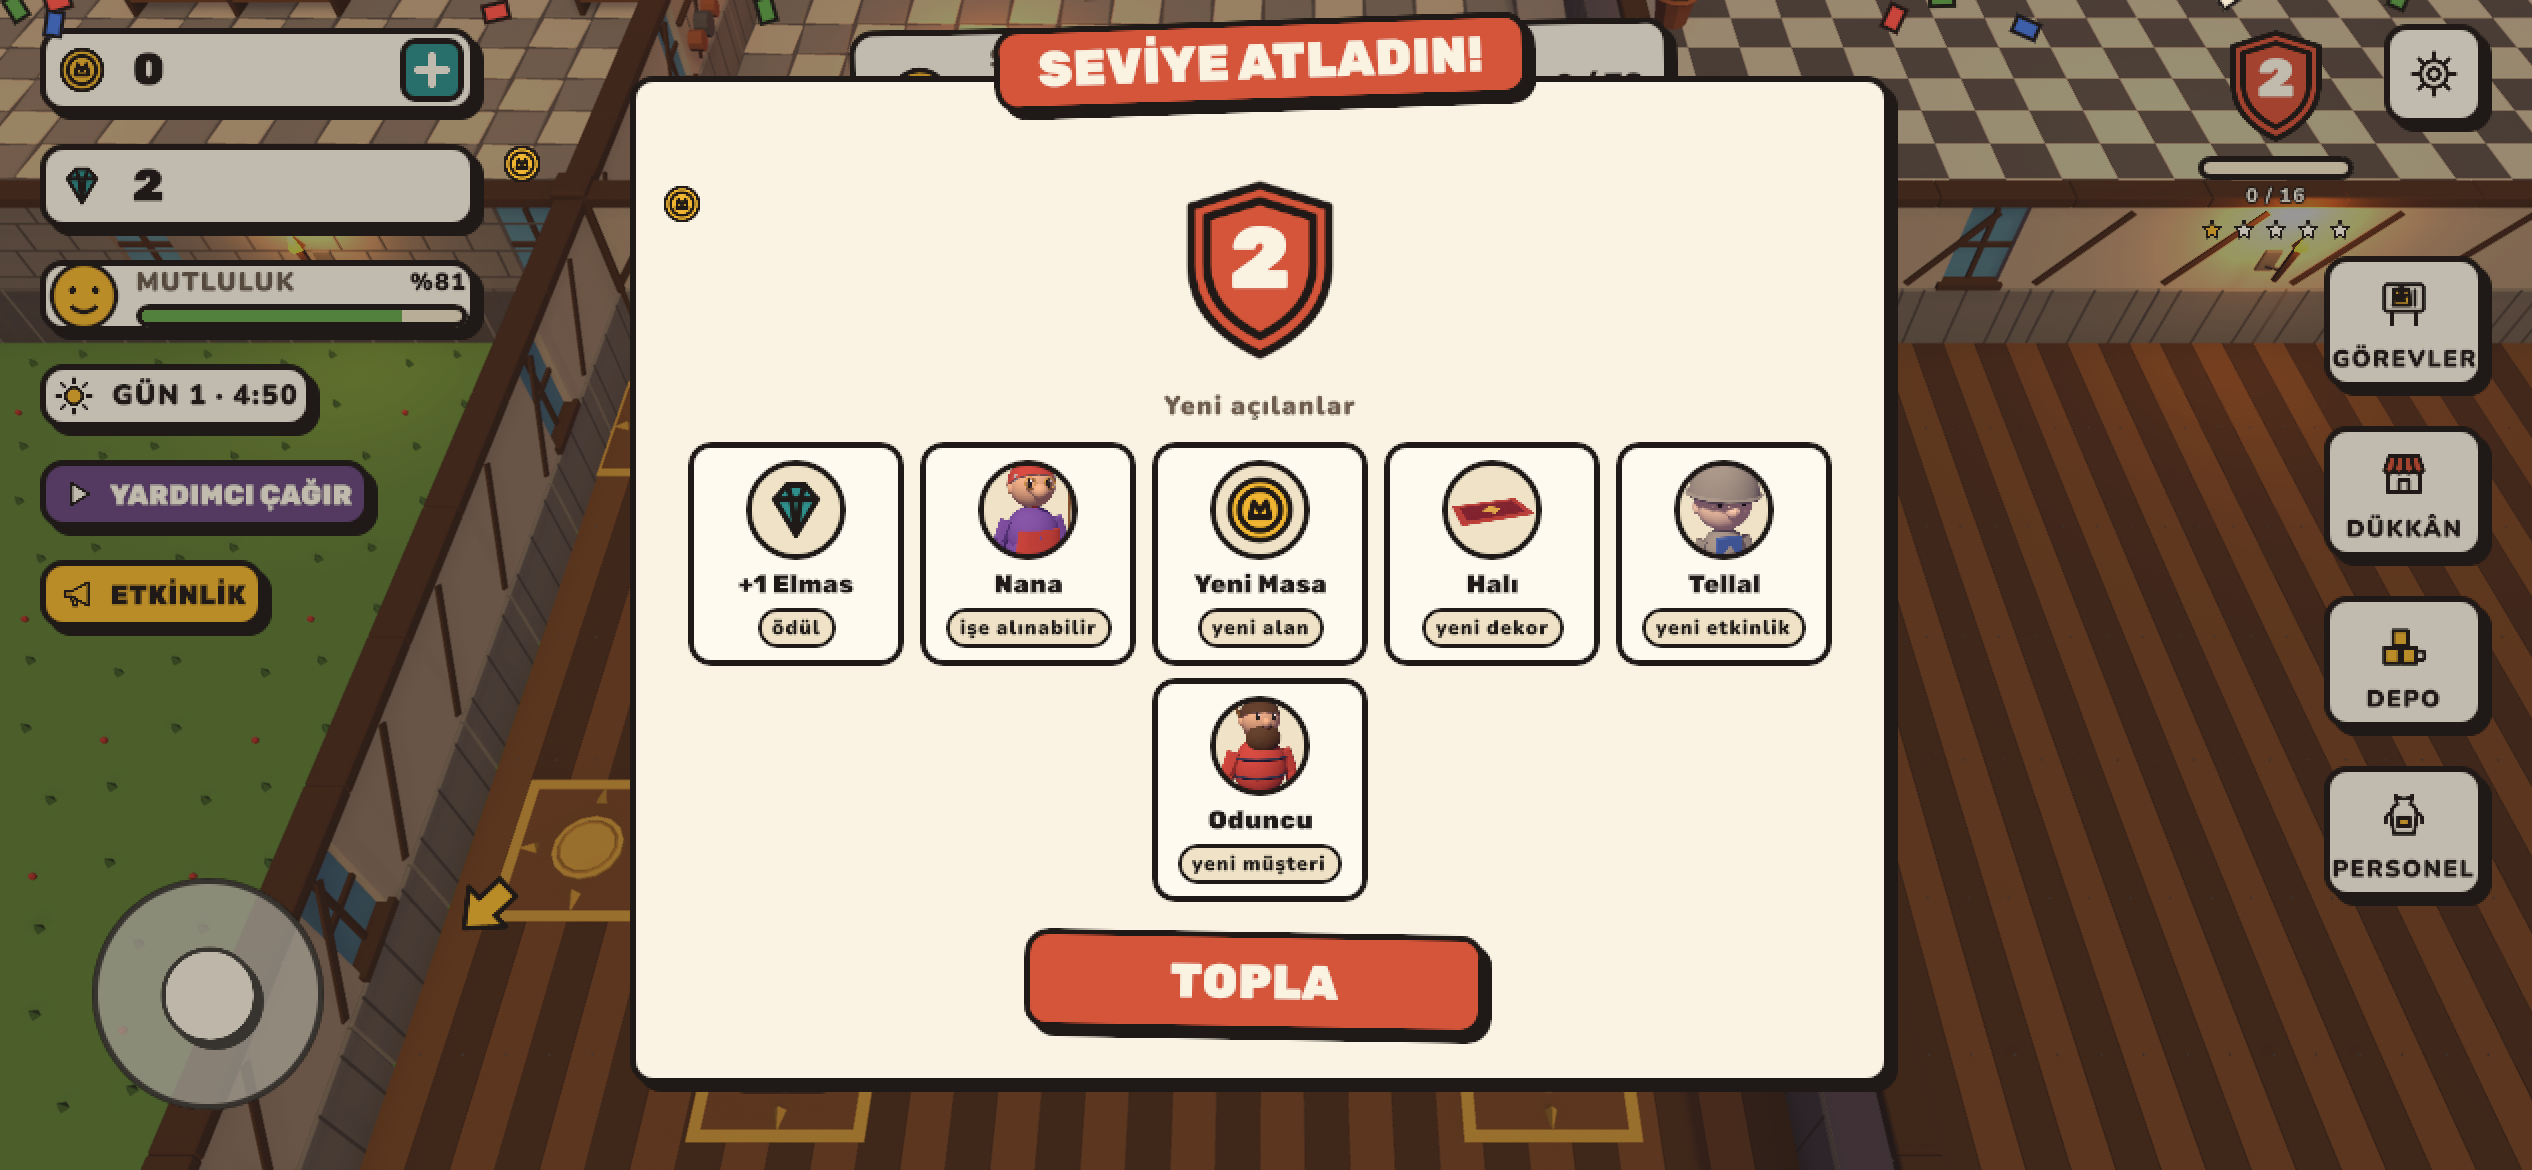 0
SEVİYE ATLADIN!
2
2
0 / 16
MUTLULUK
%81
GÜN 1 · 4:50
YARDIMCI ÇAĞIR
ETKİNLİK
2
Yeni açılanlar
+1 Elmas
ödül
Nana
işe alınabilir
Yeni Masa
yeni alan
Halı
yeni dekor
Tellal
yeni etkinlik
Oduncu
yeni müşteri
TOPLA
GÖREVLER
DÜKKÂN
DEPO
PERSONEL